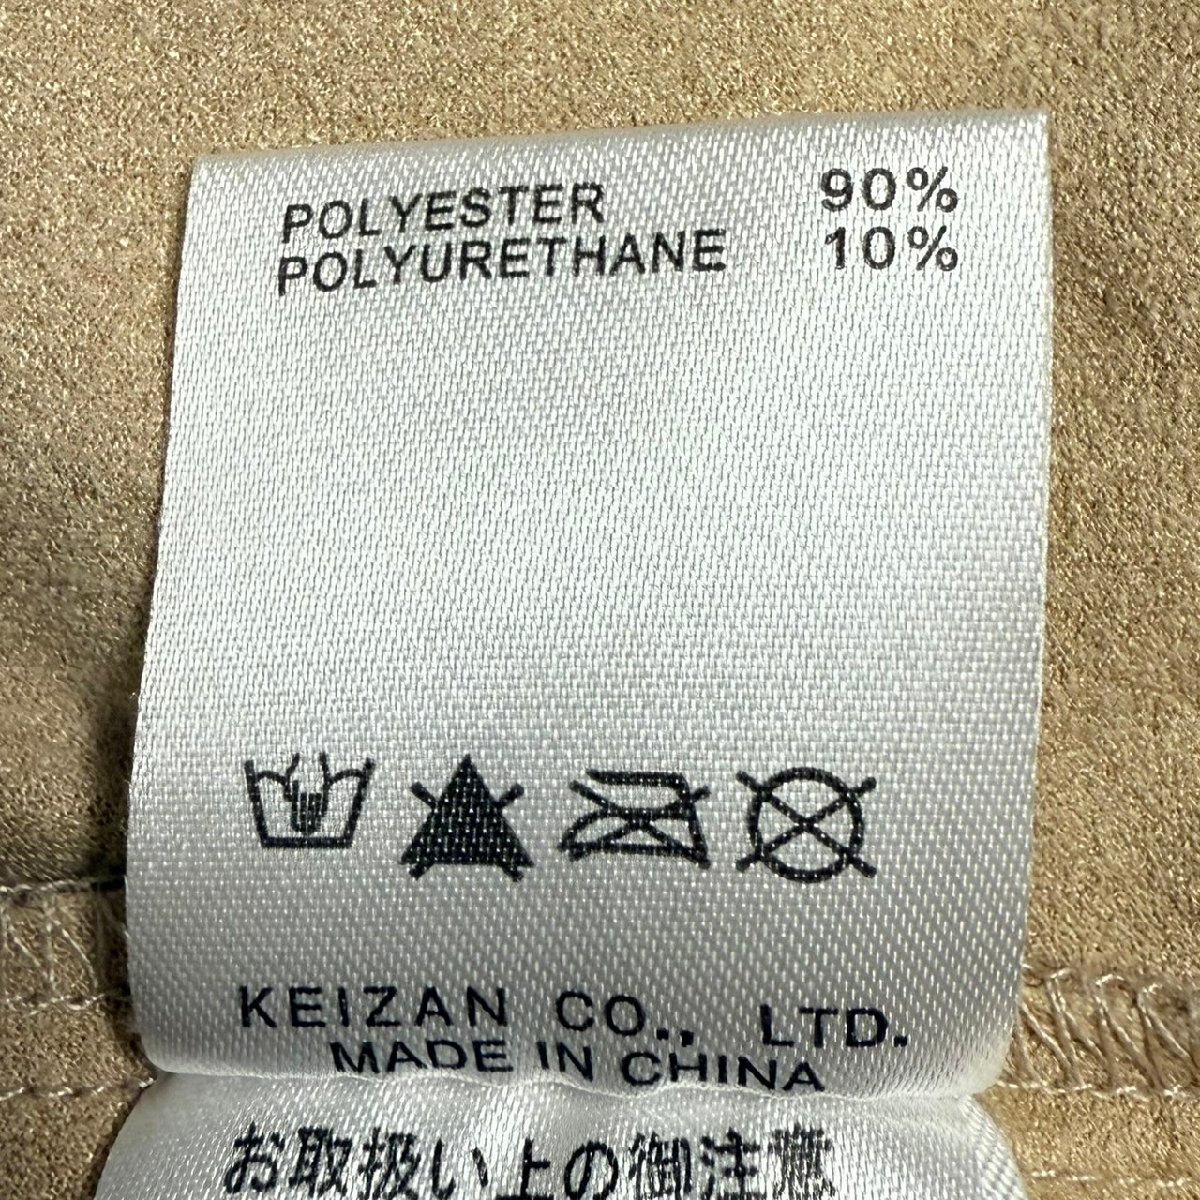 POLYESTER 90%
POLYURETHANE 10%
KEIZAN CO., LTD.
MADE IN CHINA
お取扱い上の御注意